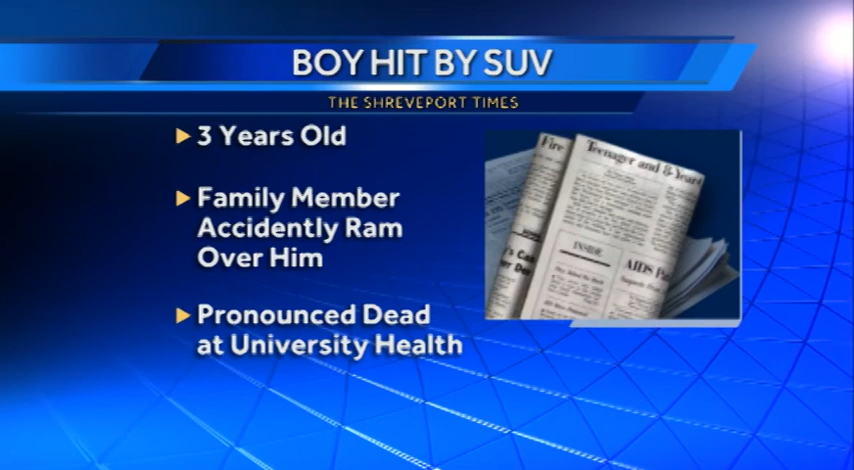 BOY HIT BY SUV
THE SHREVEPORT TIMES
3 Years Old
Family Member
Accidently Ram
Over Him
Pronounced Dead
at University Health
Fire
Teenager and 8-Year
INSIDE
AIDS